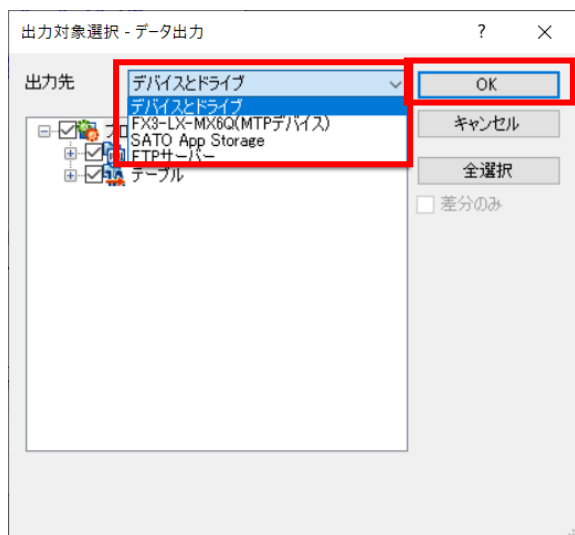 出力対象選択 - データ出力
出力先
デバイスとドライブ
OK
デバイスとドライブ
FX3-LX-MX6Q(MTPデバイス)
SATO App Storage
FTPサーバー
キャンセル
テーブル
全選択
差分のみ